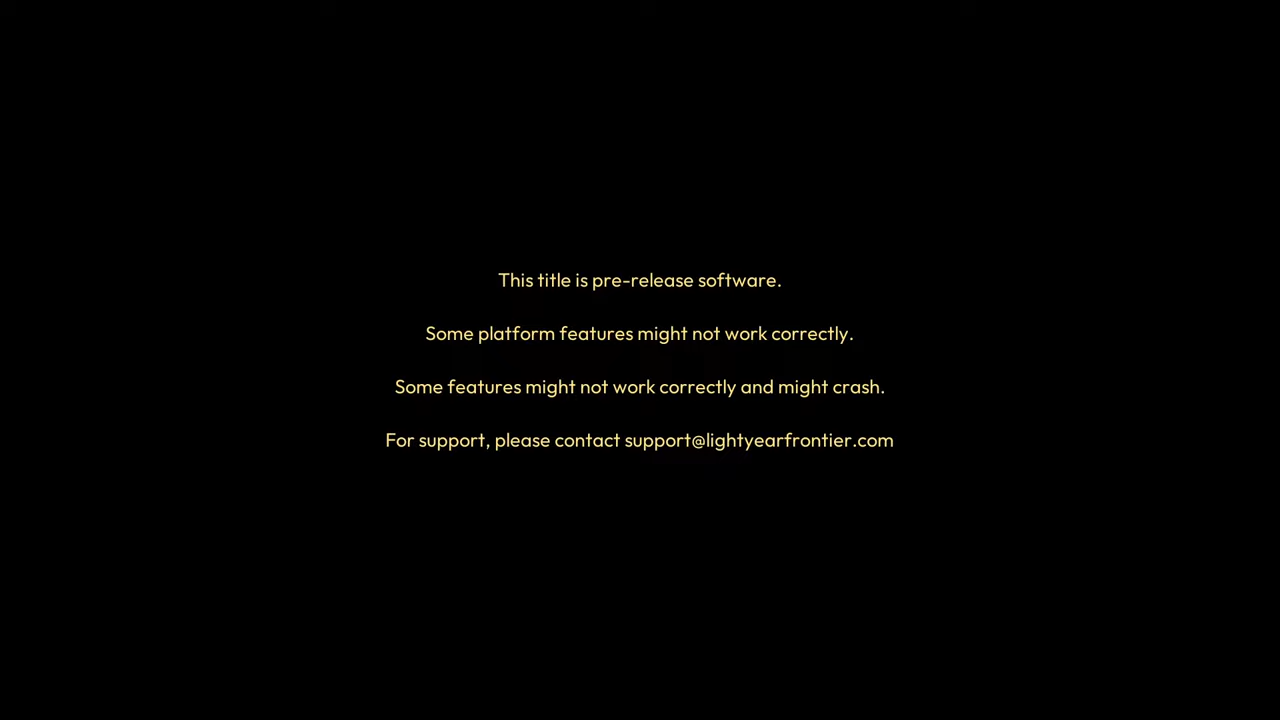 This title is pre-release software.
Some platform features might not work correctly.
Some features might not work correctly and might crash.
For support, please contact support@lightyearfrontier.com